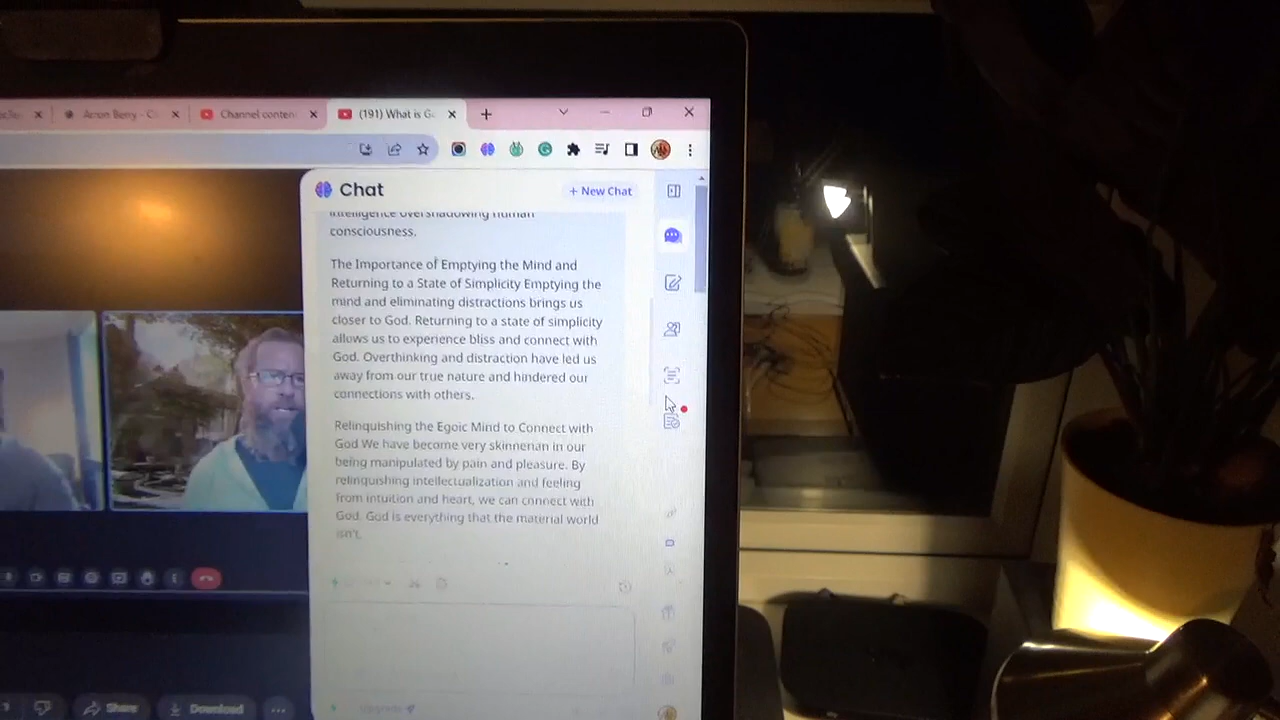 Arron Berry - C
Channel conten
(191) What is G
Chat
+ New Chat
intelligence overshadowing human
consciousness.
The Importance of Emptying the Mind and
Returning to a State of Simplicity Emptying the
mind and eliminating distractions brings us
closer to God. Returning to a state of simplicity
allows us to experience bliss and connect with
God. Overthinking and distraction have led us
away from our true nature and hindered our
connections with others.
Relinquishing the Egoic Mind to Connect with
God We have become very skinnerian in our
being manipulated by pain and pleasure. By
relinquishing intellectualization and feeling
from intuition and heart, we can connect with
God. God is everything that the material world
isn't.
Share
Download
Upgrade